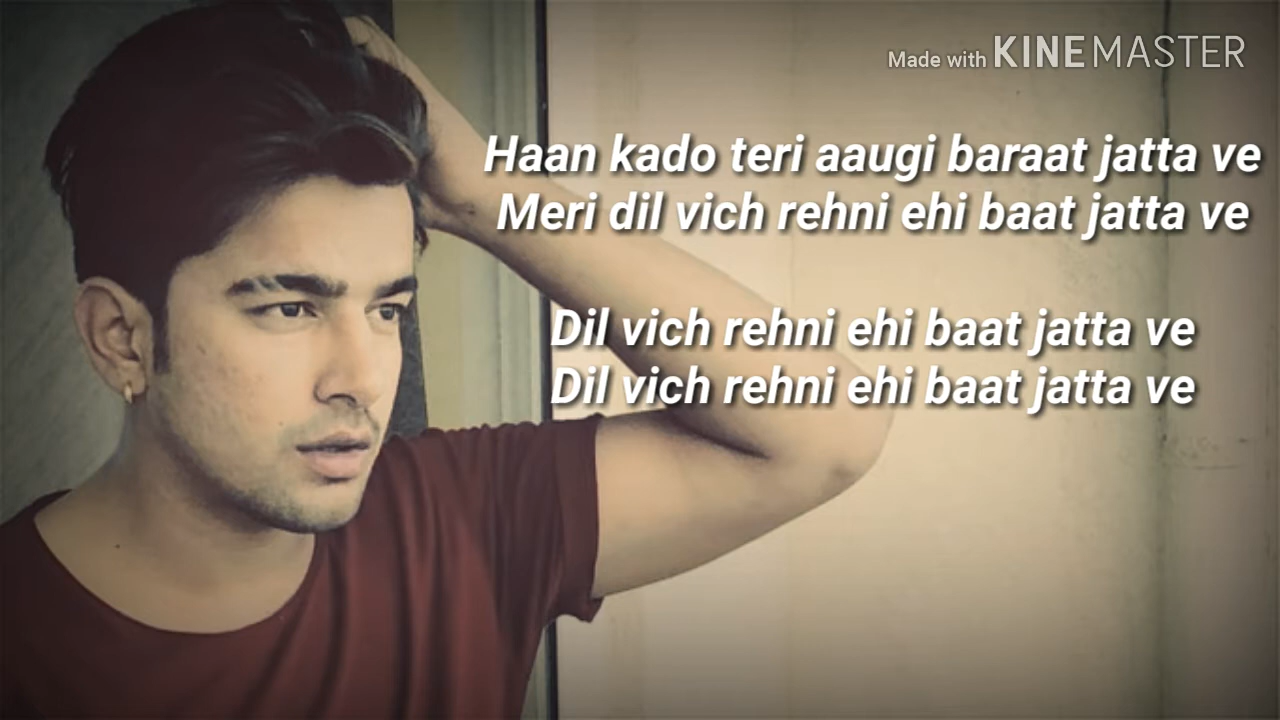 Made with KINEMASTER
Haan kado teri aaugi baraat jatta ve
Meri dil vich rehni ehi baat jatta ve
Dil vich rehni ehi baat jatta ve
Dil vich rehni ehi baat jatta ve